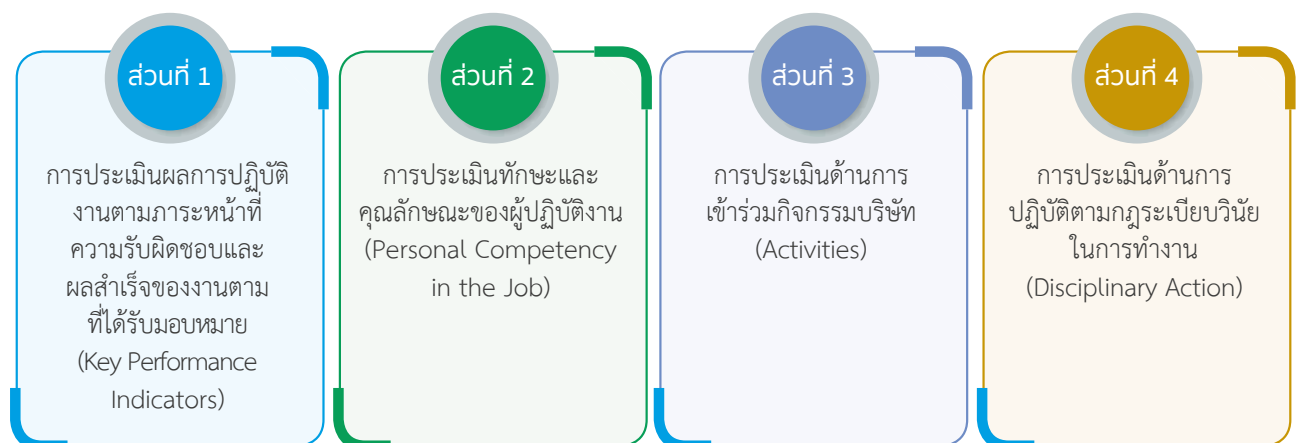 ส่วนที่ 1
การประเมินผลการปฏิบัติ
งานตามภาระหน้าที่
ความรับผิดชอบและ
ผลสำเร็จของงานตาม
ที่ได้รับมอบหมาย
(Key Performance
Indicators)
ส่วนที่ 2
การประเมินทักษะและ
คุณลักษณะของผู้ปฏิบัติงาน
(Personal Competency
in the Job)
ส่วนที่ 3
การประเมินด้านการ
เข้าร่วมกิจกรรมบริษัท
(Activities)
ส่วนที่ 4
การประเมินด้านการ
ปฏิบัติตามกฎระเบียบวินัย
ในการทำงาน
(Disciplinary Action)